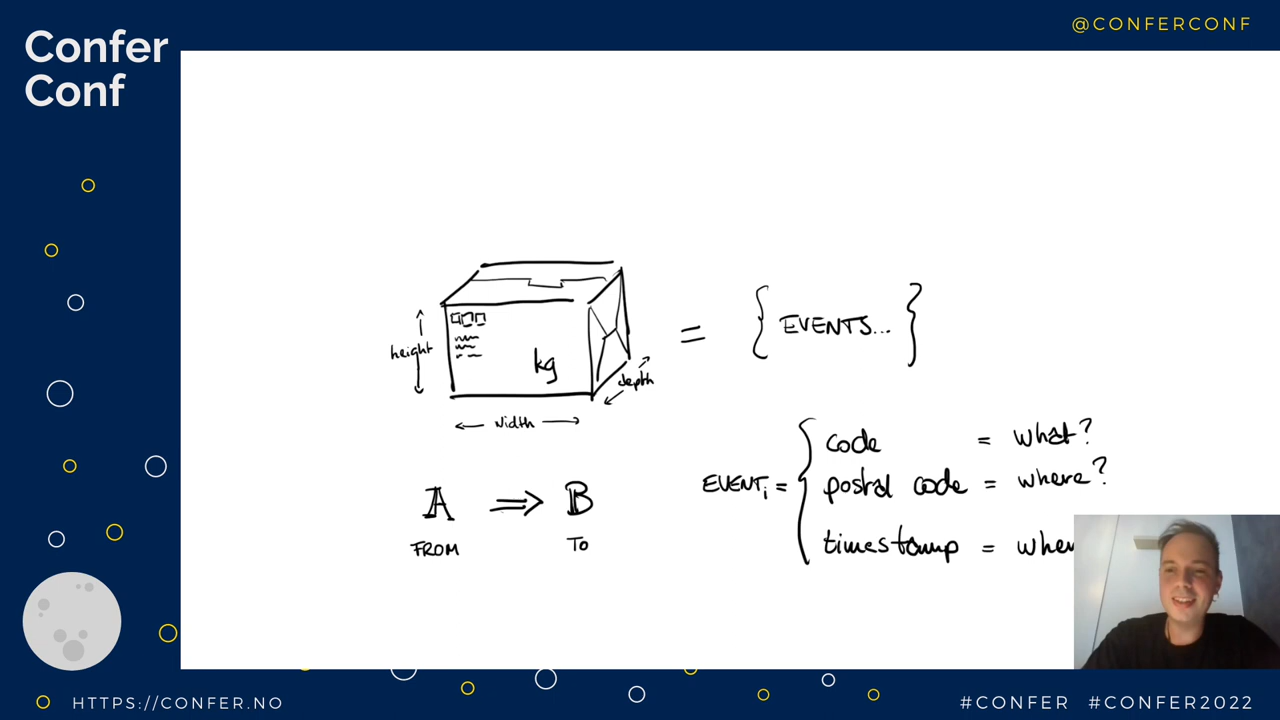 @CONFERCONF
Confer
Conf
height
kg
depth
width
= { EVENTS... }
A ⇒ B
FROM TO
EVENTi = {
code = what?
postal code = where?
timestamp = when
HTTPS://CONFER.NO
#CONFER #CONFER2022